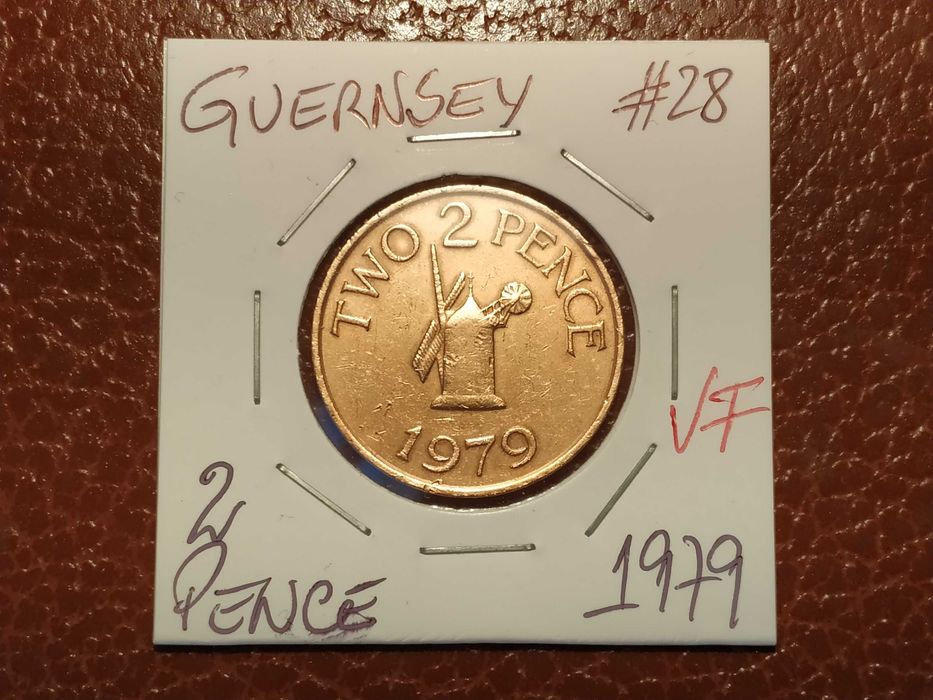 GUERNSEY #28
TWO 2 PENCE
1979
VF
2
PENCE
1979